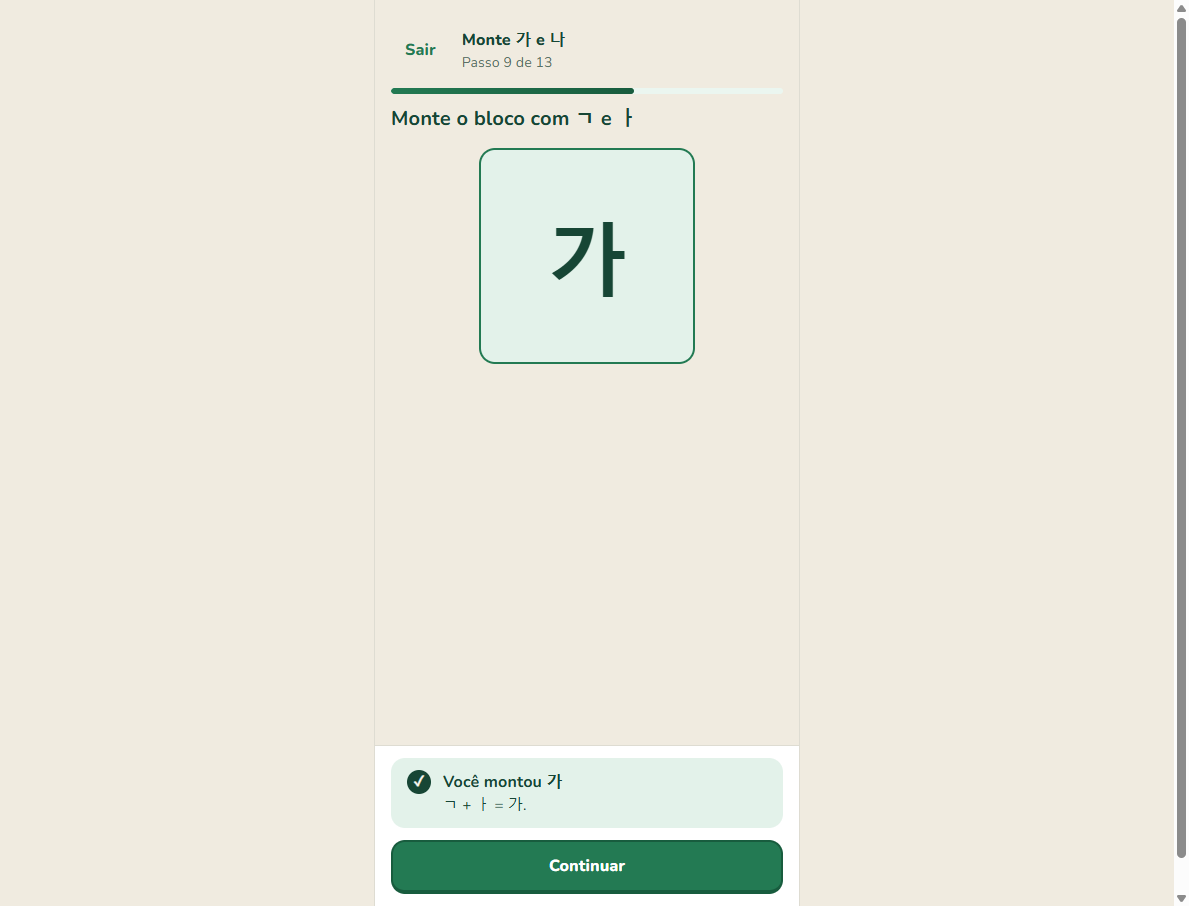 Sair
Monte 가 e 나
Passo 9 de 13
Monte o bloco com ㄱ e ㅏ
가
Você montou 가
ㄱ + ㅏ = 가.
Continuar